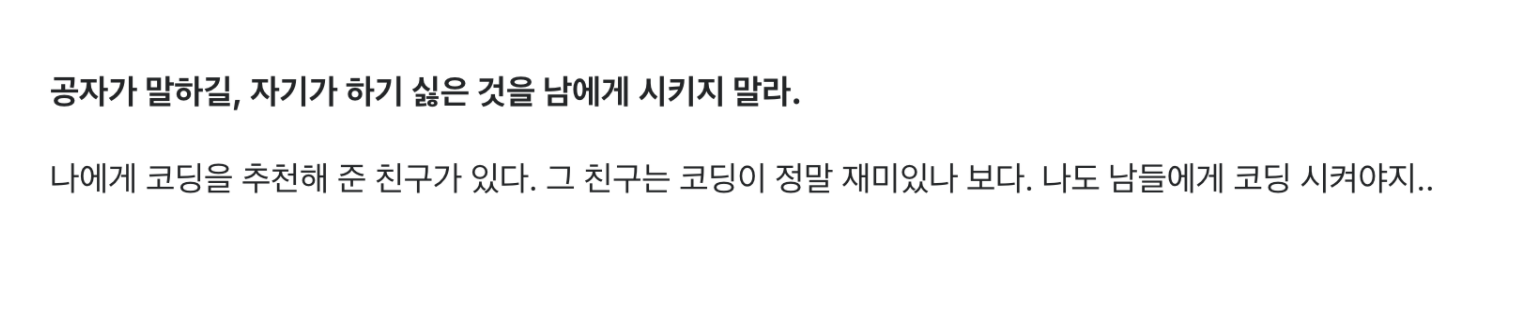 공자가 말하길, 자기가 하기 싫은 것을 남에게 시키지 말라.
나에게 코딩을 추천해 준 친구가 있다. 그 친구는 코딩이 정말 재미있나 보다. 나도 남들에게 코딩 시켜야지..